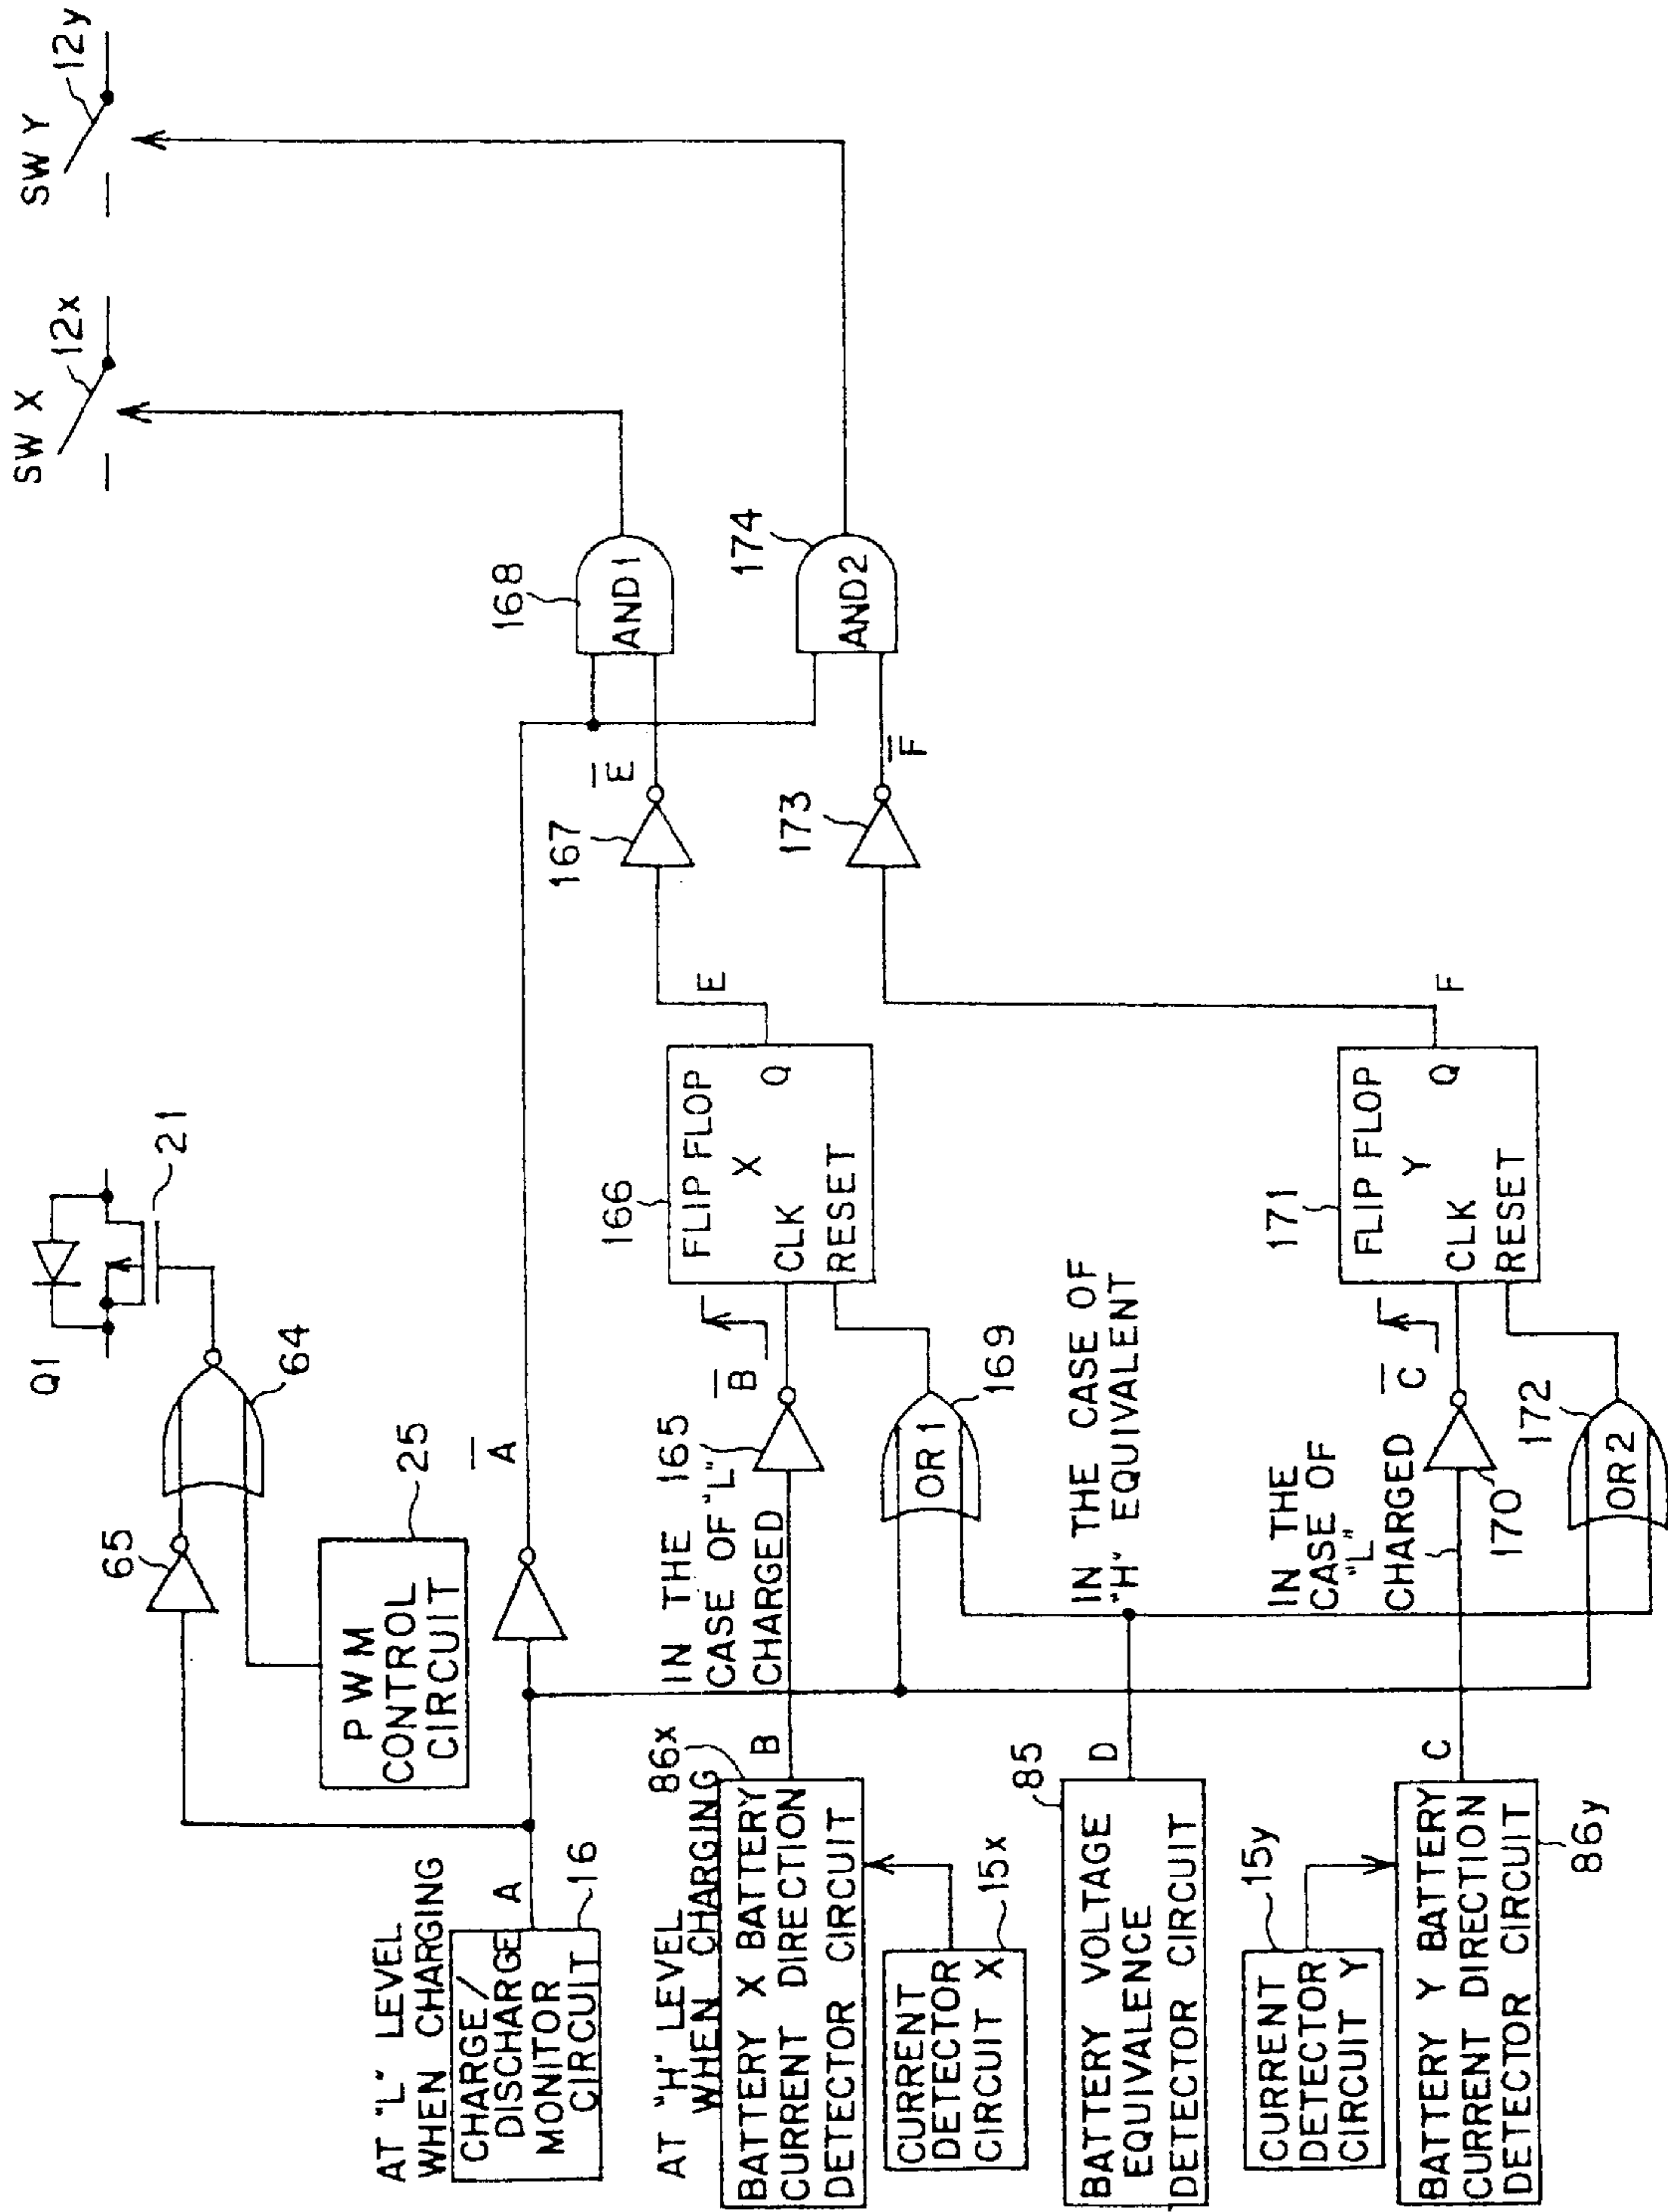 SW X
12x
SW Y
12y
Q1
21
64
65
PWM
CONTROL
CIRCUIT
25
A
168
AND1
174
AND2
E
167
F
173
E
F
166
FLIP FLOP
X
CLK
Q
RESET
171
FLIP FLOP
Y
CLK
Q
RESET
B
165
IN THE
CASE OF "L"
CHARGED
OR 1
169
IN THE CASE OF
"H" EQUIVALENT
C
170
IN THE
CASE OF
"L"
CHARGED
172
OR 2
AT "L" LEVEL
WHEN CHARGING
CHARGE/
DISCHARGE
MONITOR
CIRCUIT
A
16
AT "H" LEVEL
WHEN CHARGING
86x
BATTERY X BATTERY
CURRENT DIRECTION
DETECTOR CIRCUIT
B
CURRENT
DETECTOR
CIRCUIT X
15x
85
BATTERY VOLTAGE
EQUIVALENCE
DETECTOR CIRCUIT
D
CURRENT
DETECTOR
CIRCUIT Y
15y
BATTERY Y BATTERY
CURRENT DIRECTION
DETECTOR CIRCUIT
C
86y